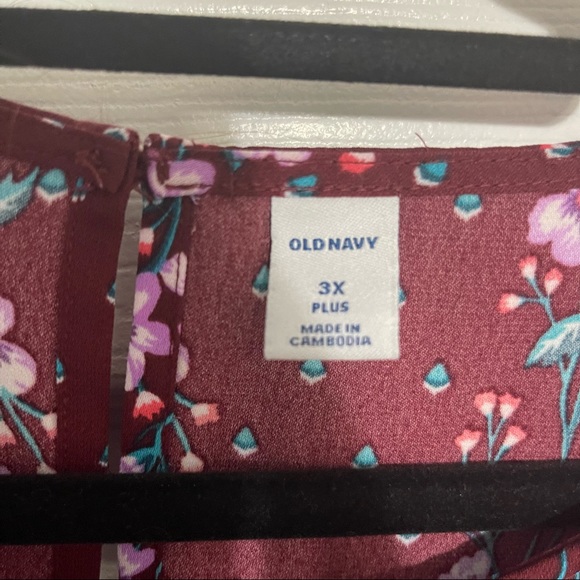 OLD NAVY
3X
PLUS
MADE IN
CAMBODIA